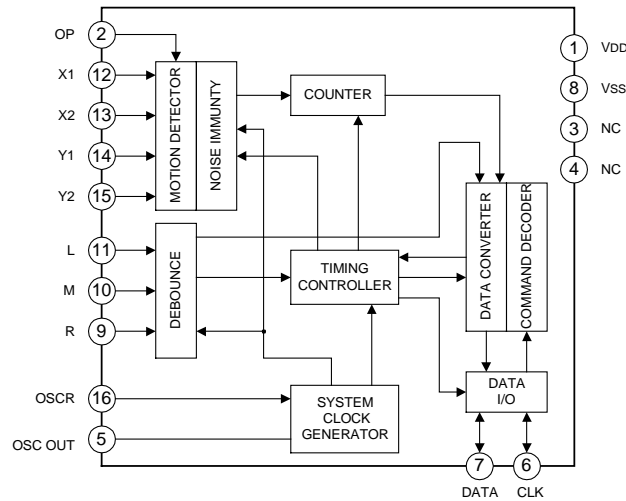 OP 2
X1 12
X2 13
Y1 14
Y2 15
L 11
M 10
R 9
OSCR 16
OSC OUT 5
MOTION DETECTOR
NOISE IMMUNTY
COUNTER
DEBOUNCE
TIMING
CONTROLLER
DATA CONVERTER
COMMAND DECODER
SYSTEM
CLOCK
GENERATOR
DATA
I/O
1 VDD
8 VSS
3 NC
4 NC
7 6
DATA CLK